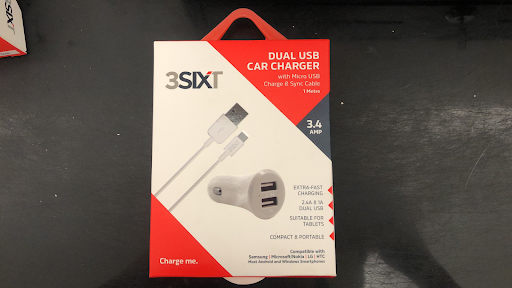 DUAL USB
CAR CHARGER
with Micro USB
Charge & Sync Cable
1 Metre
3SIXT
3.4
AMP
EXTRA-FAST
CHARGING
2.4A & 1A
DUAL USB
SUITABLE FOR
TABLETS
COMPACT & PORTABLE
Charge me.
Compatible with
Samsung | Microsoft/Nokia | LG | HTC
Most Android and Windows Smartphones